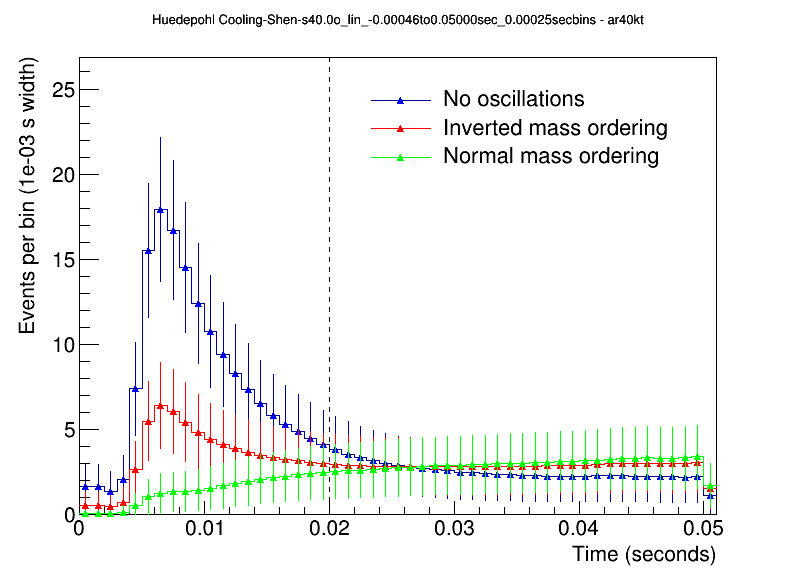 Huedepohl Cooling-Shen-s40.0o_lin_-0.00046to0.05000sec_0.00025secbins - ar40kt
Events per bin (1e-03 s width)
25
20
15
10
5
0
No oscillations
Inverted mass ordering
Normal mass ordering
0 0.01 0.02 0.03 0.04 0.05
Time (seconds)